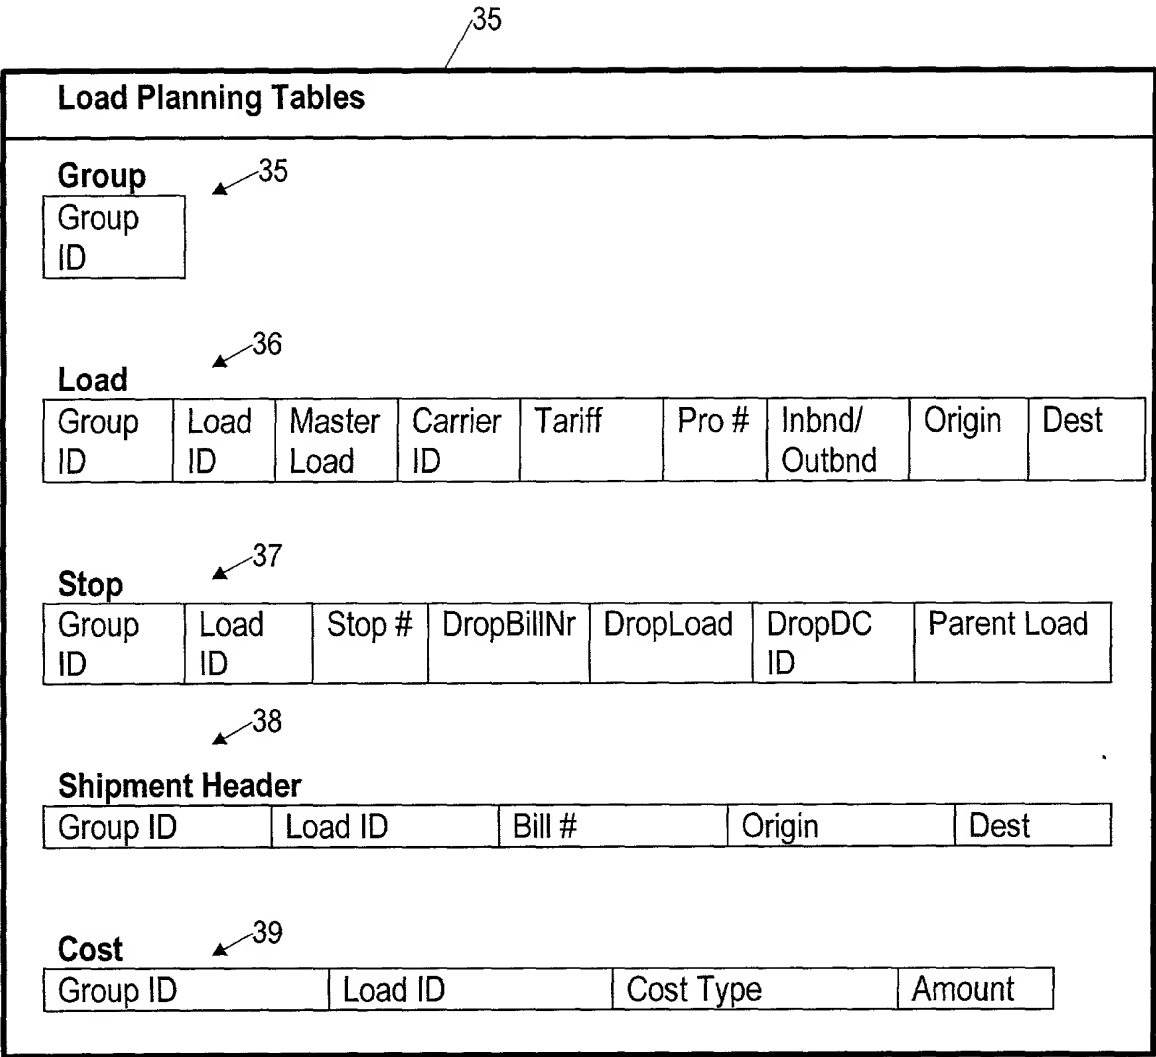 35
Load Planning Tables
Group
35
Group
ID
36
Load
Group Load Master Carrier Tariff Pro # Inbnd/ Origin Dest
ID ID Load ID Outbnd
37
Stop
Group Load Stop # DropBillNr DropLoad DropDC Parent Load
ID ID ID
38
Shipment Header
Group ID Load ID Bill # Origin Dest
39
Cost
Group ID Load ID Cost Type Amount